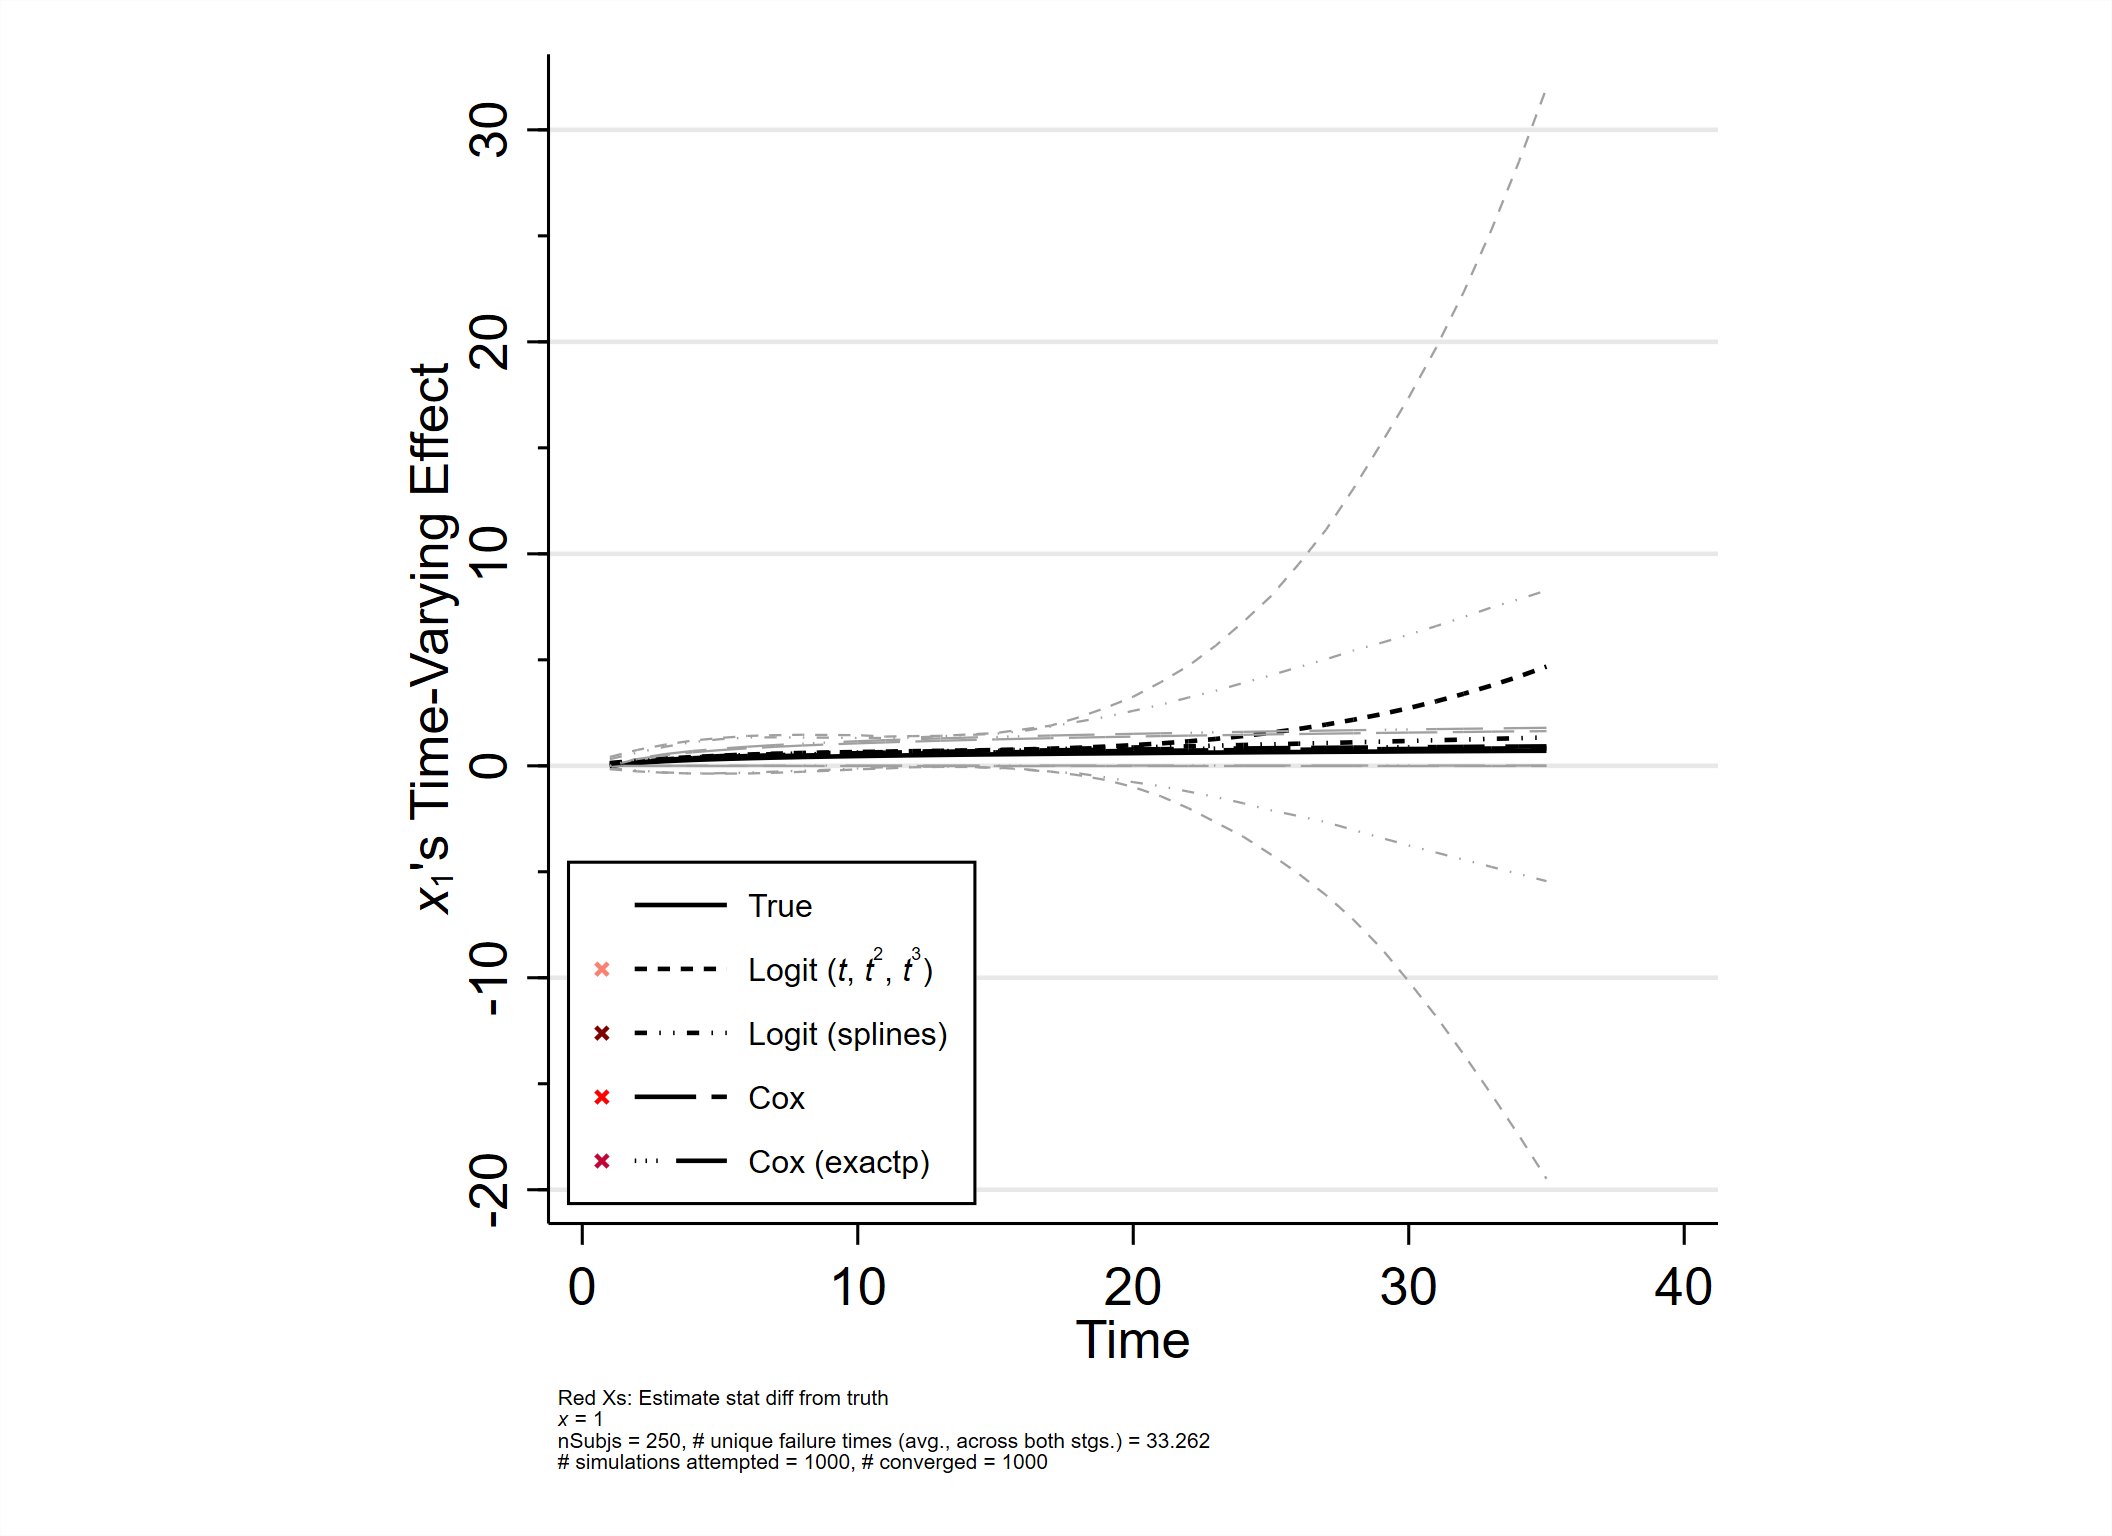 30
20
10
0
-10
-20
x₁'s Time-Varying Effect
True
Logit (t, t², t³)
Logit (splines)
Cox
Cox (exactp)
0 10 20 30 40
Time
Red Xs: Estimate stat diff from truth
x = 1
nSubjs = 250, # unique failure times (avg., across both stgs.) = 33.262
# simulations attempted = 1000, # converged = 1000